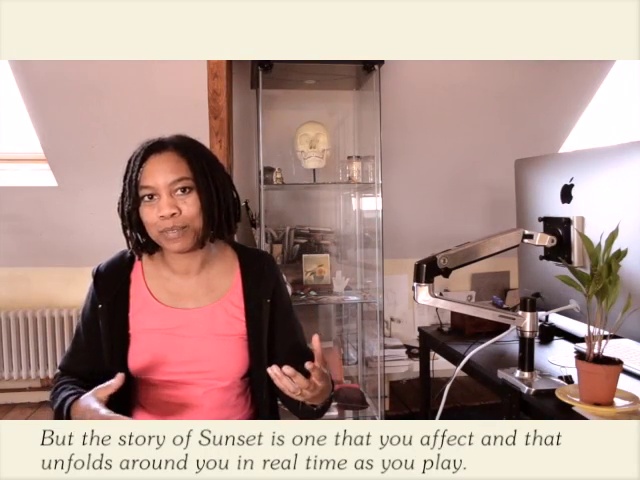 But the story of Sunset is one that you affect and that
unfolds around you in real time as you play.